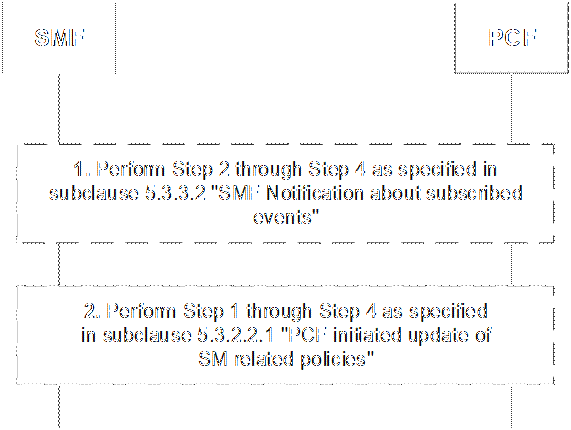 SMF
PCF
1. Perform Step 2 through Step 4 as specified in
subclause 5.3.3.2 "SMF Notification about subscribed
events"
2. Perform Step 1 through Step 4 as specified
in subclause 5.3.2.2.1 "PCF initiated update of
SM related policies"